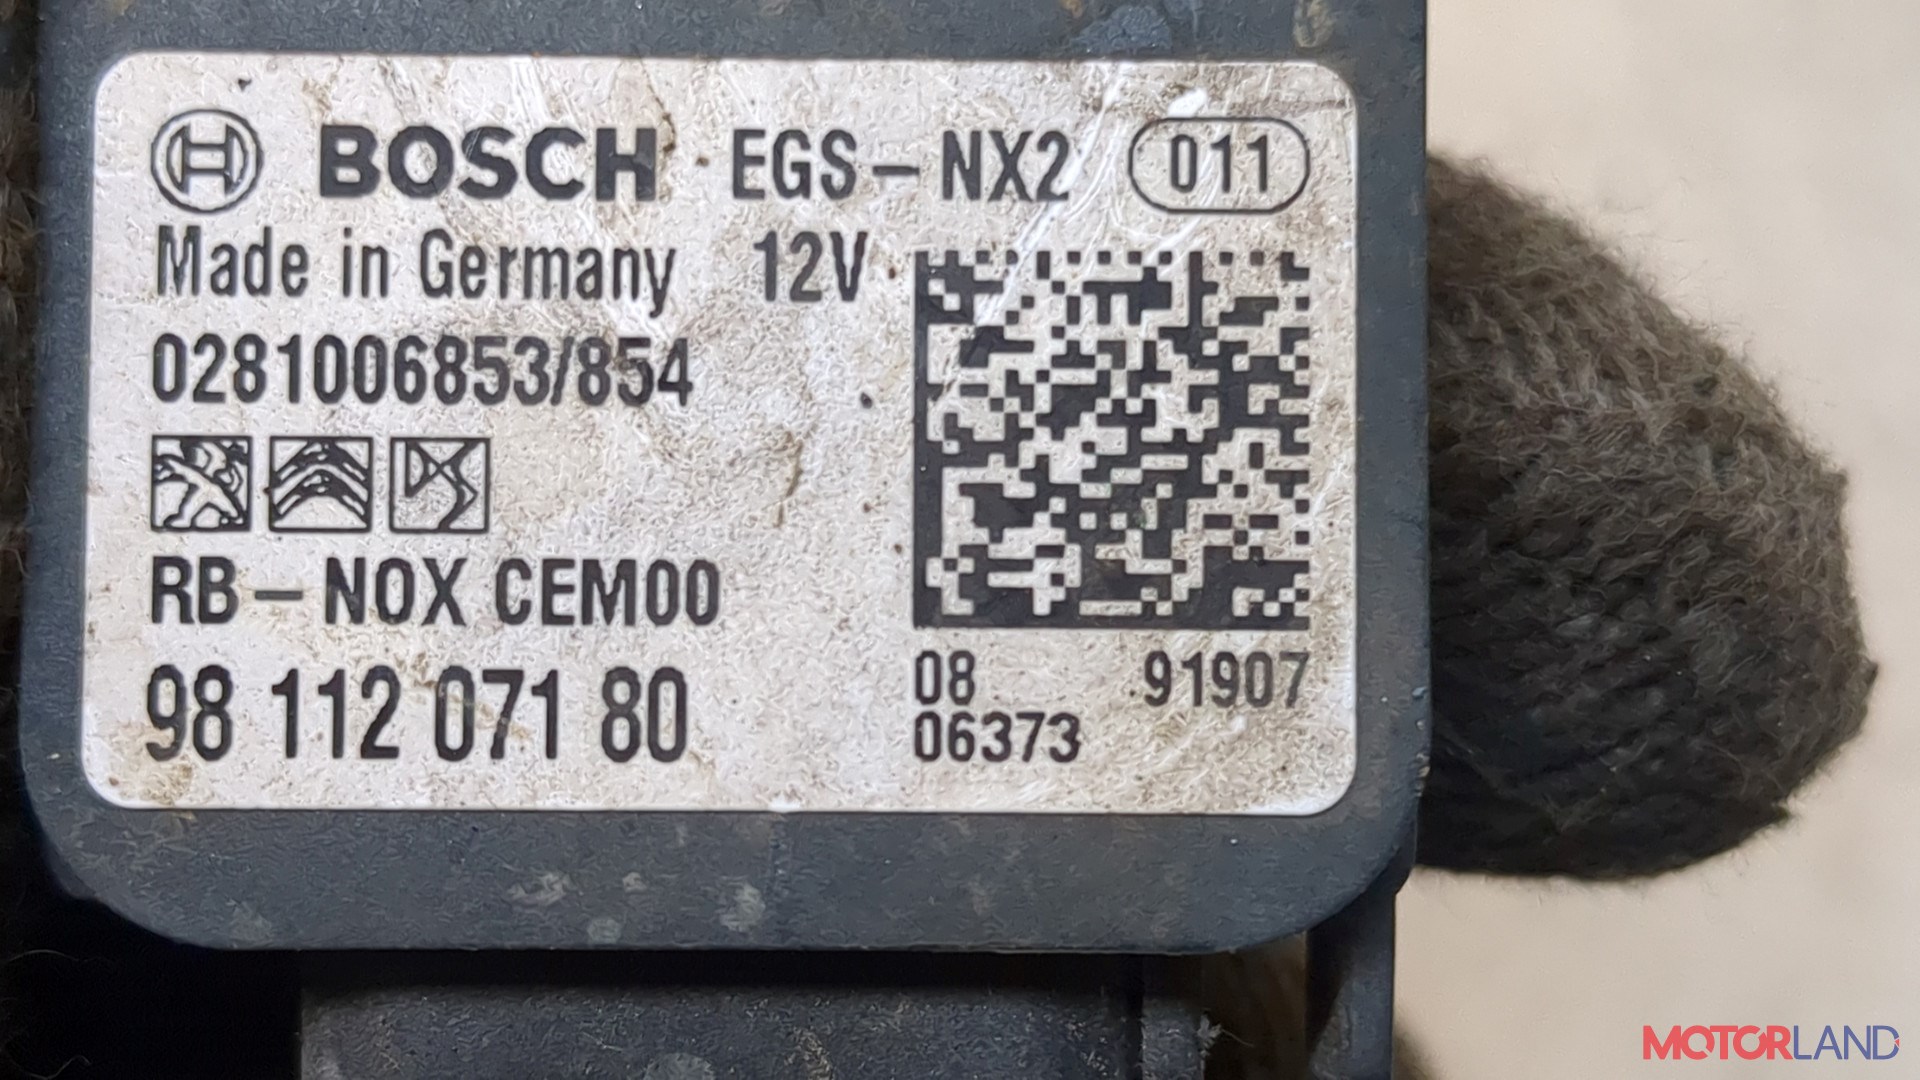 BOSCH EGS-NX2 011
Made in Germany 12V
0281006853/854
DS
RB-NOX CEM00
98 112 071 80
08 91907
06373
MOTORLAND